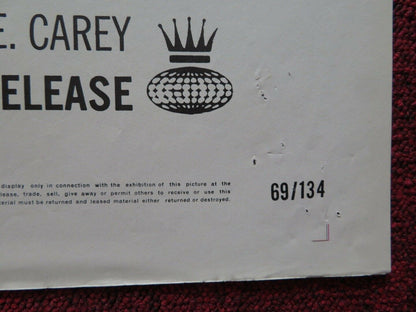 E. CAREY
ELEASE
display only in connection with the exhibition of this picture at the
lease, trade, sell, give away or permit others to receive or use this
terial must be returned and leased material either returned or destroyed.
69/134